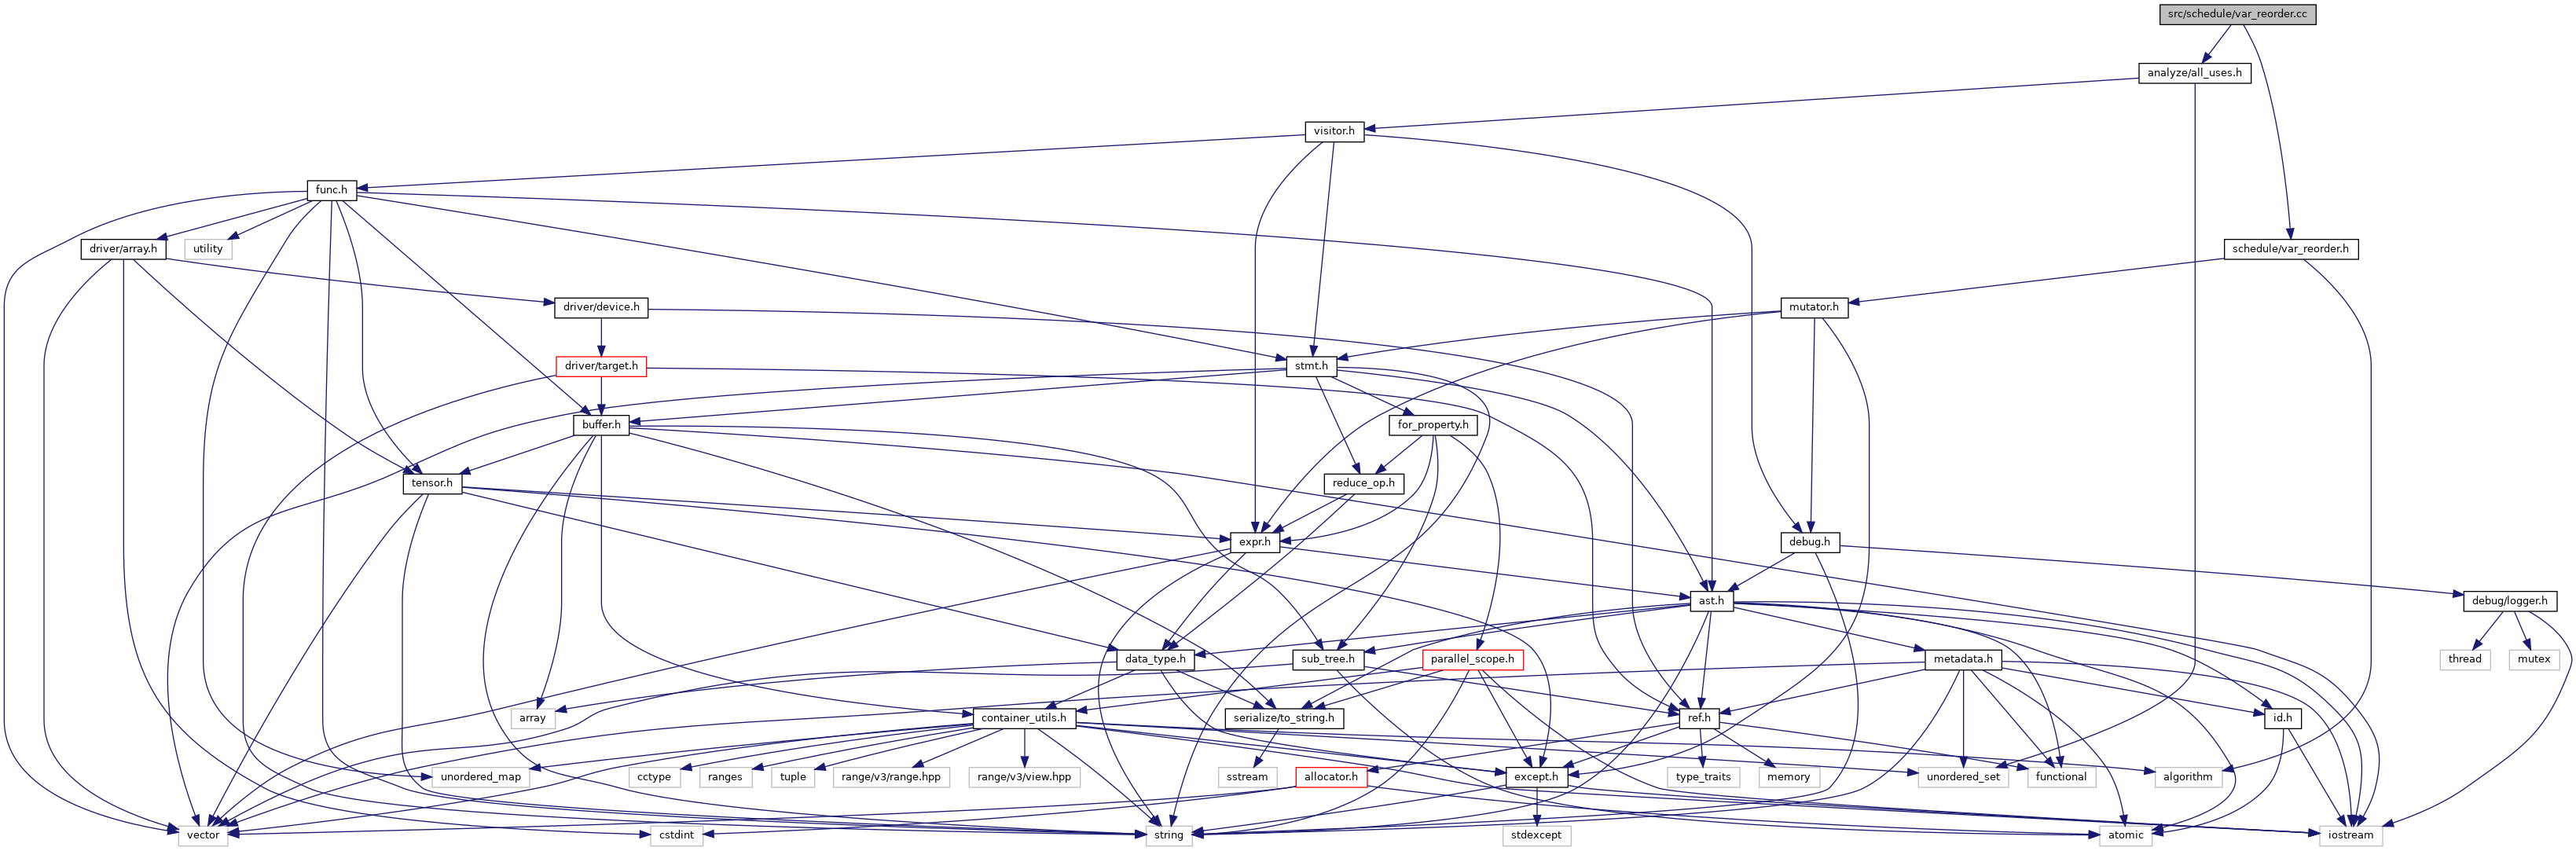 src/schedule/var_reorder.cc
analyze/all_uses.h
visitor.h
func.h
driver/array.h
utility
schedule/var_reorder.h
driver/device.h
mutator.h
driver/target.h
stmt.h
buffer.h
for_property.h
tensor.h
reduce_op.h
expr.h
debug.h
ast.h
debug/logger.h
data_type.h
sub_tree.h
parallel_scope.h
metadata.h
thread
mutex
array
container_utils.h
serialize/to_string.h
ref.h
id.h
unordered_map
cctype
ranges
tuple
range/v3/range.hpp
range/v3/view.hpp
sstream
allocator.h
except.h
type_traits
memory
unordered_set
functional
algorithm
vector
cstdint
string
stdexcept
atomic
iostream